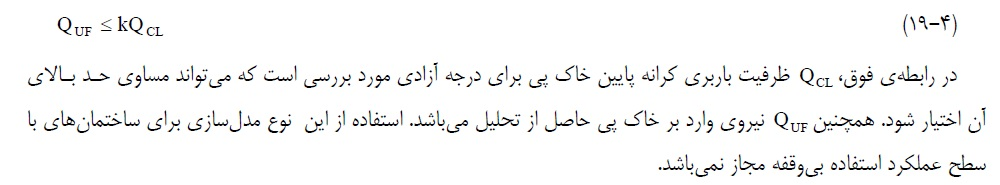 Q_UF ≤ kQ_CL (۴-۱۹)
در رابطه‌ی فوق، Q_CL ظرفیت باربری کرانه پایین خاک پی برای درجه آزادی مورد بررسی است که می‌تواند مساوی حد بالای
آن اختیار شود. همچنین Q_UF نیروی وارد بر خاک پی حاصل از تحلیل می‌باشد. استفاده از این نوع مدل‌سازی برای ساختمان‌های با
سطح عملکرد استفاده بی‌وقفه مجاز نمی‌باشد.